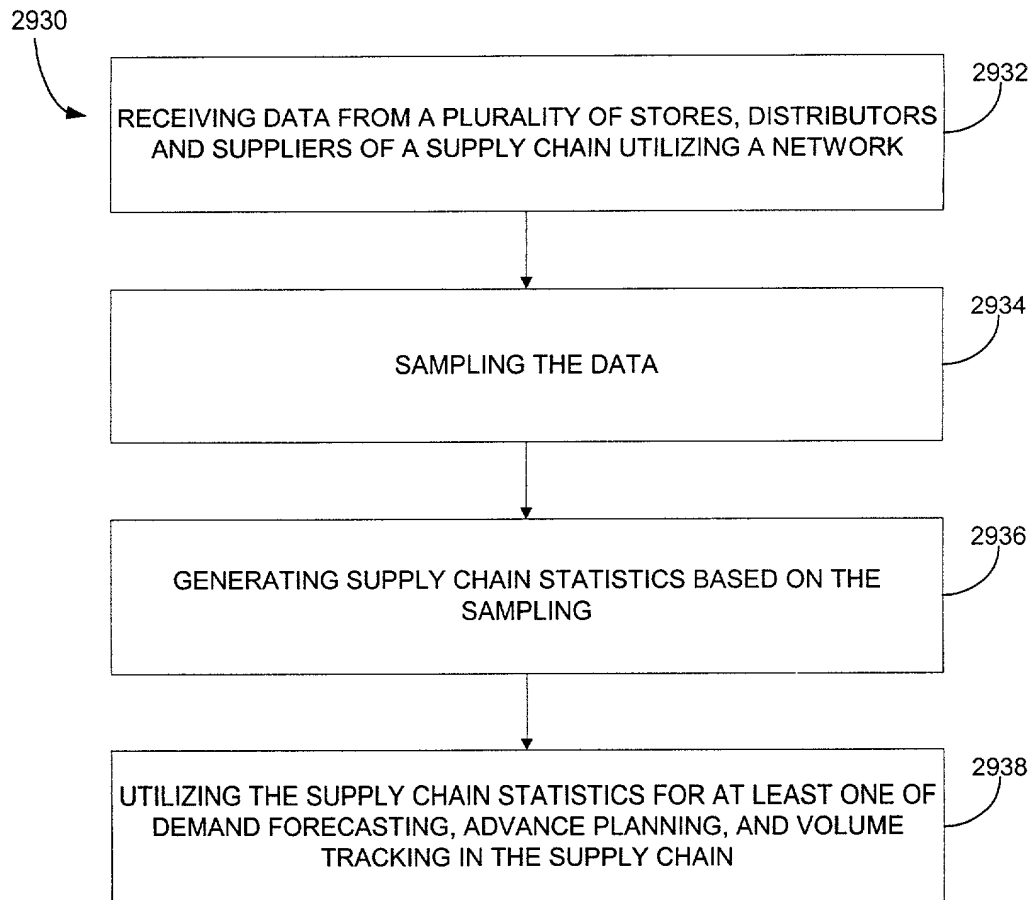 2930
2932
RECEIVING DATA FROM A PLURALITY OF STORES, DISTRIBUTORS
AND SUPPLIERS OF A SUPPLY CHAIN UTILIZING A NETWORK
2934
SAMPLING THE DATA
2936
GENERATING SUPPLY CHAIN STATISTICS BASED ON THE
SAMPLING
2938
UTILIZING THE SUPPLY CHAIN STATISTICS FOR AT LEAST ONE OF
DEMAND FORECASTING, ADVANCE PLANNING, AND VOLUME
TRACKING IN THE SUPPLY CHAIN